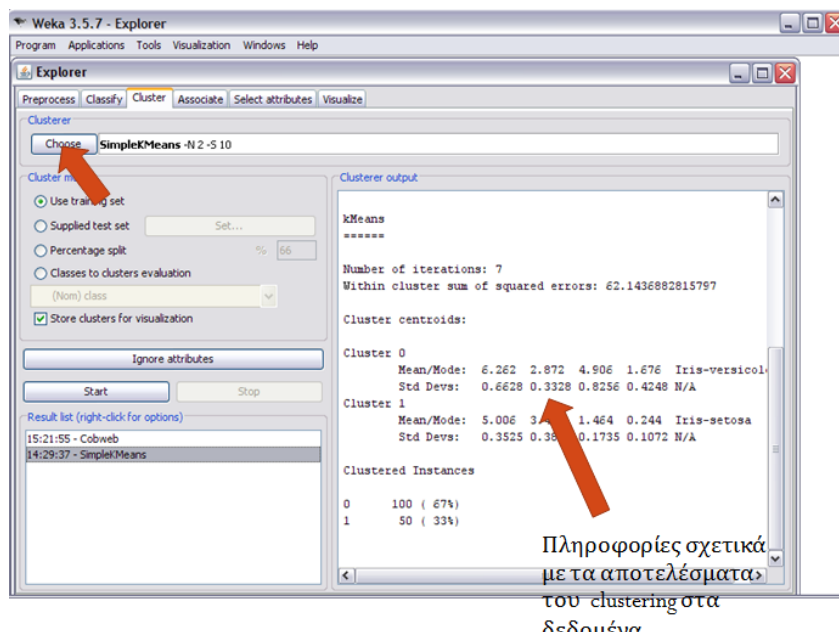 Weka 3.5.7 - Explorer
Program Applications Tools Visualization Windows Help
Explorer
Preprocess Classify Cluster Associate Select attributes Visualize
Clusterer
Choose SimpleKMeans -N 2 -S 10
Cluster
Use training set
Supplied test set Set...
Percentage split % 66
Classes to clusters evaluation
(Nom) class
Store clusters for visualization
Ignore attributes
Start Stop
Result list (right-click for options)
15:21:55 - Cobweb
14:29:37 - SimpleKMeans
Clusterer output
kMeans
======
Number of iterations: 7
Within cluster sum of squared errors: 62.1436882815797
Cluster centroids:
Cluster 0
Mean/Mode: 6.262 2.872 4.906 1.676 Iris-versicol
Std Devs: 0.6628 0.3328 0.8256 0.4248 N/A
Cluster 1
Mean/Mode: 5.006 1.464 0.244 Iris-setosa
Std Devs: 0.3525 0.1735 0.1072 N/A
Clustered Instances
0 100 ( 67%)
1 50 ( 33%)
Πληροφορίες σχετικά
με τα αποτελέσματα
του clustering στα
δεδομένα